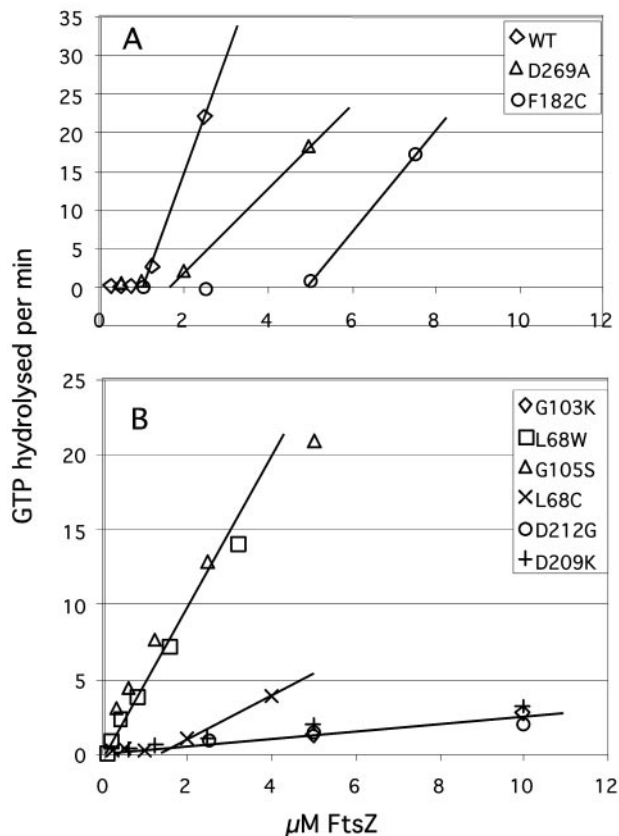 GTP hydrolysed per min
A
35
30
25
20
15
10
5
0
WT
D269A
F182C
0 2 4 6 8 10 12
B
25
20
15
10
5
0
G103K
L68W
G105S
L68C
D212G
D209K
0 2 4 6 8 10 12
μM FtsZ